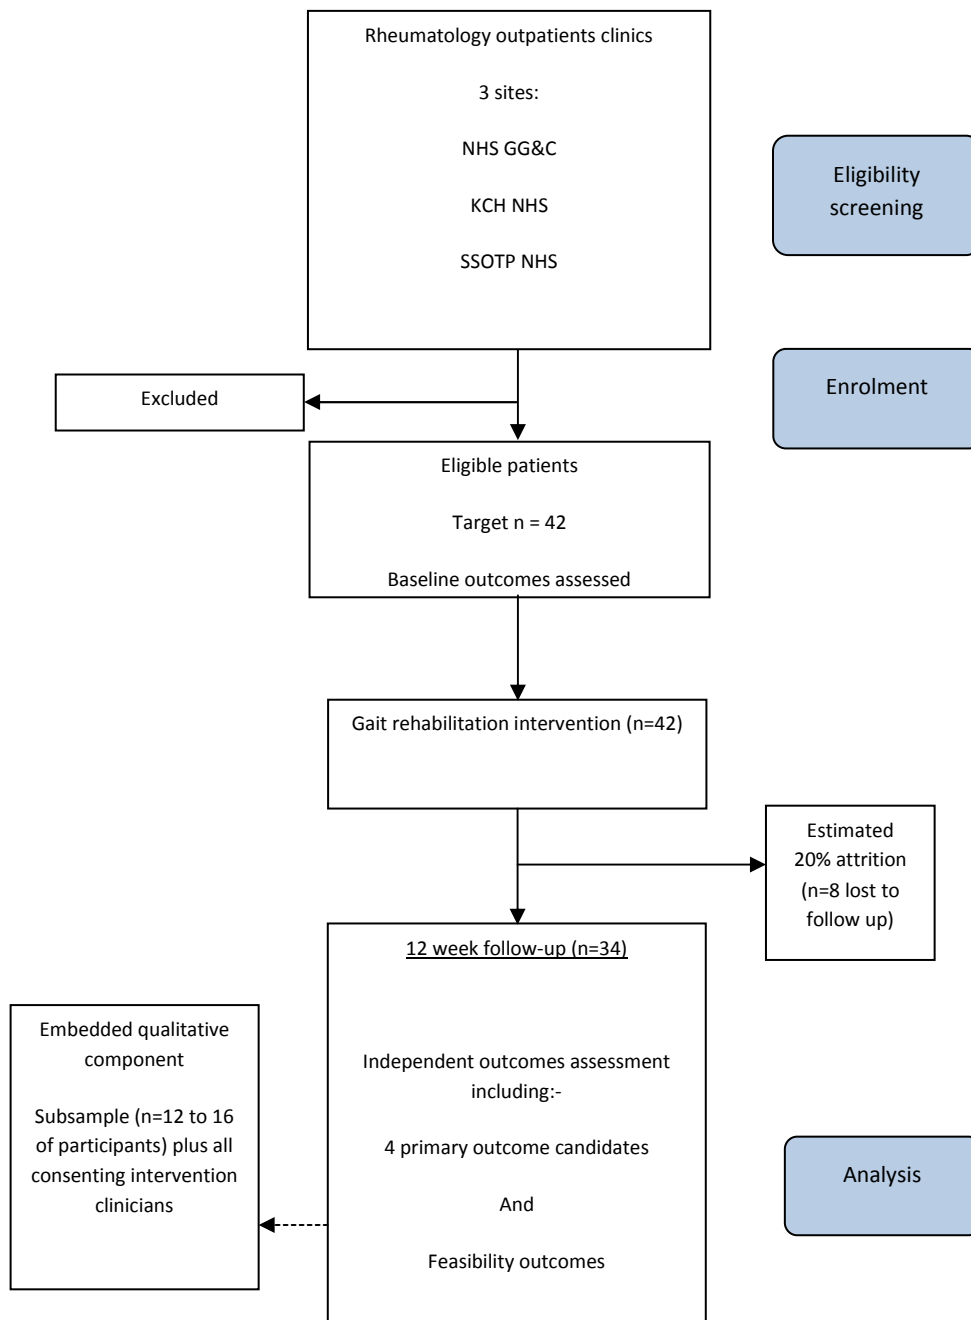 Rheumatology outpatients clinics
3 sites:
NHS GG&C
KCH NHS
SSOTP NHS
Eligibility
screening
Enrolment
Excluded
Eligible patients
Target n = 42
Baseline outcomes assessed
Gait rehabilitation intervention (n=42)
Estimated
20% attrition
(n=8 lost to
follow up)
12 week follow-up (n=34)
Independent outcomes assessment
including:-
4 primary outcome candidates
And
Feasibility outcomes
Embedded qualitative
component
Subsample (n=12 to 16
of participants) plus all
consenting intervention
clinicians
Analysis